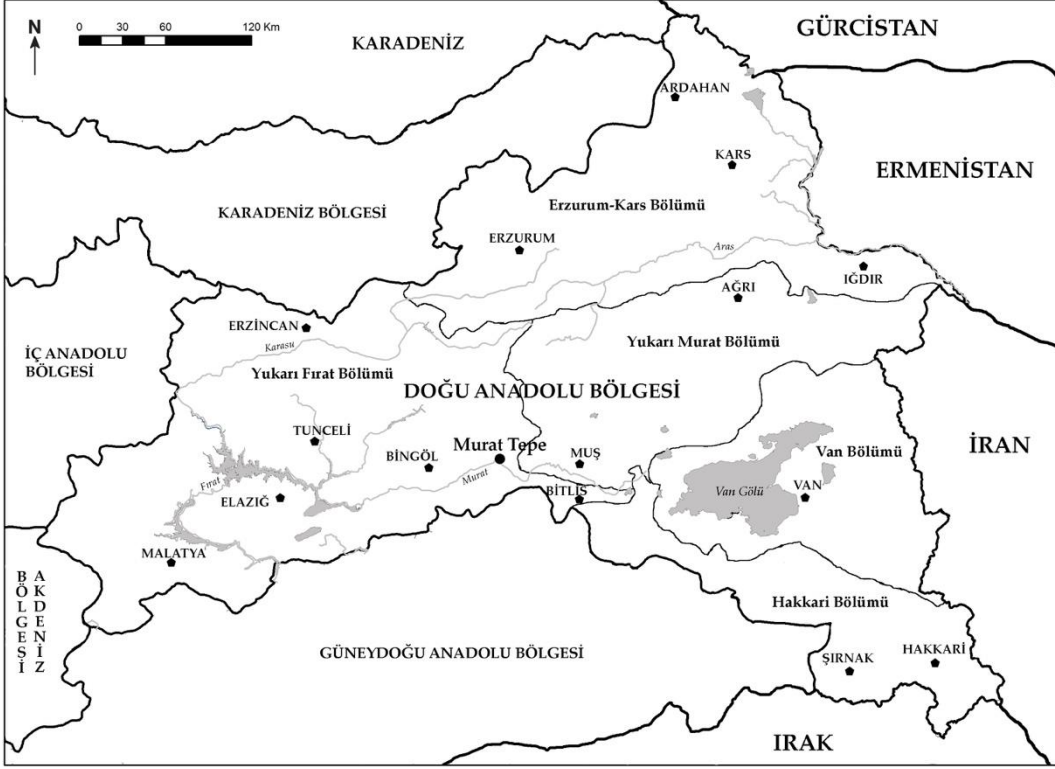 N
0 30 60 120 Km
KARADENİZ
GÜRCİSTAN
ARDAHAN
KARS
ERMENİSTAN
KARADENİZ BÖLGESİ
Erzurum-Kars Bölümü
ERZURUM
Aras
IĞDIR
AĞRI
ERZİNCAN
Karasu
İÇ ANADOLU
BÖLGESİ
Yukarı Murat Bölümü
Yukarı Fırat Bölümü
DOĞU ANADOLU BÖLGESİ
TUNCELİ
Murat Tepe
BİNGÖL
MUŞ
Van Bölümü
İRAN
Murat
Fırat
ELAZIĞ
BİTLİS
Van Gölü
VAN
MALATYA
AKDENİZ
BÖLGESİ
Hakkari Bölümü
GÜNEYDOĞU ANADOLU BÖLGESİ
ŞIRNAK
HAKKARİ
IRAK